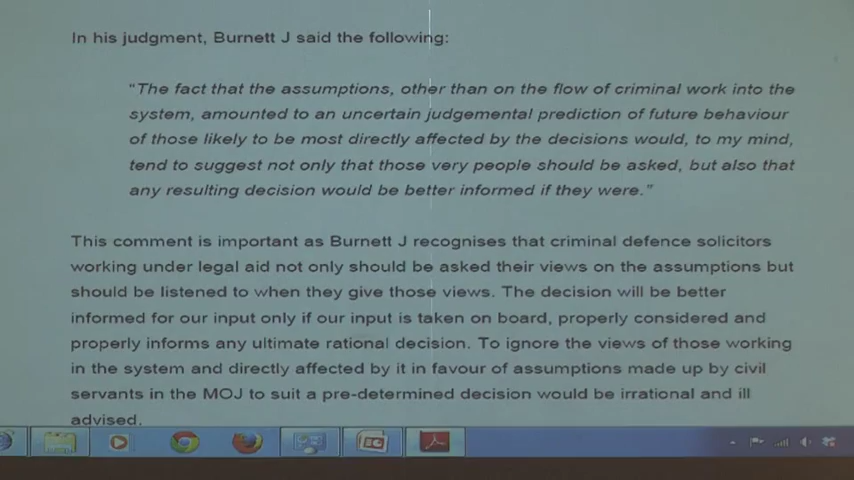 In his judgment, Burnett J said the following:
"The fact that the assumptions, other than on the flow of criminal work into the
system, amounted to an uncertain judgemental prediction of future behaviour
of those likely to be most directly affected by the decisions would, to my mind,
tend to suggest not only that those very people should be asked, but also that
any resulting decision would be better informed if they were."
This comment is important as Burnett J recognises that criminal defence solicitors
working under legal aid not only should be asked their views on the assumptions but
should be listened to when they give those views. The decision will be better
informed for our input only if our input is taken on board, properly considered and
properly informs any ultimate rational decision. To ignore the views of those working
in the system and directly affected by it in favour of assumptions made up by civil
servants in the MOJ to suit a pre-determined decision would be irrational and ill
advised.